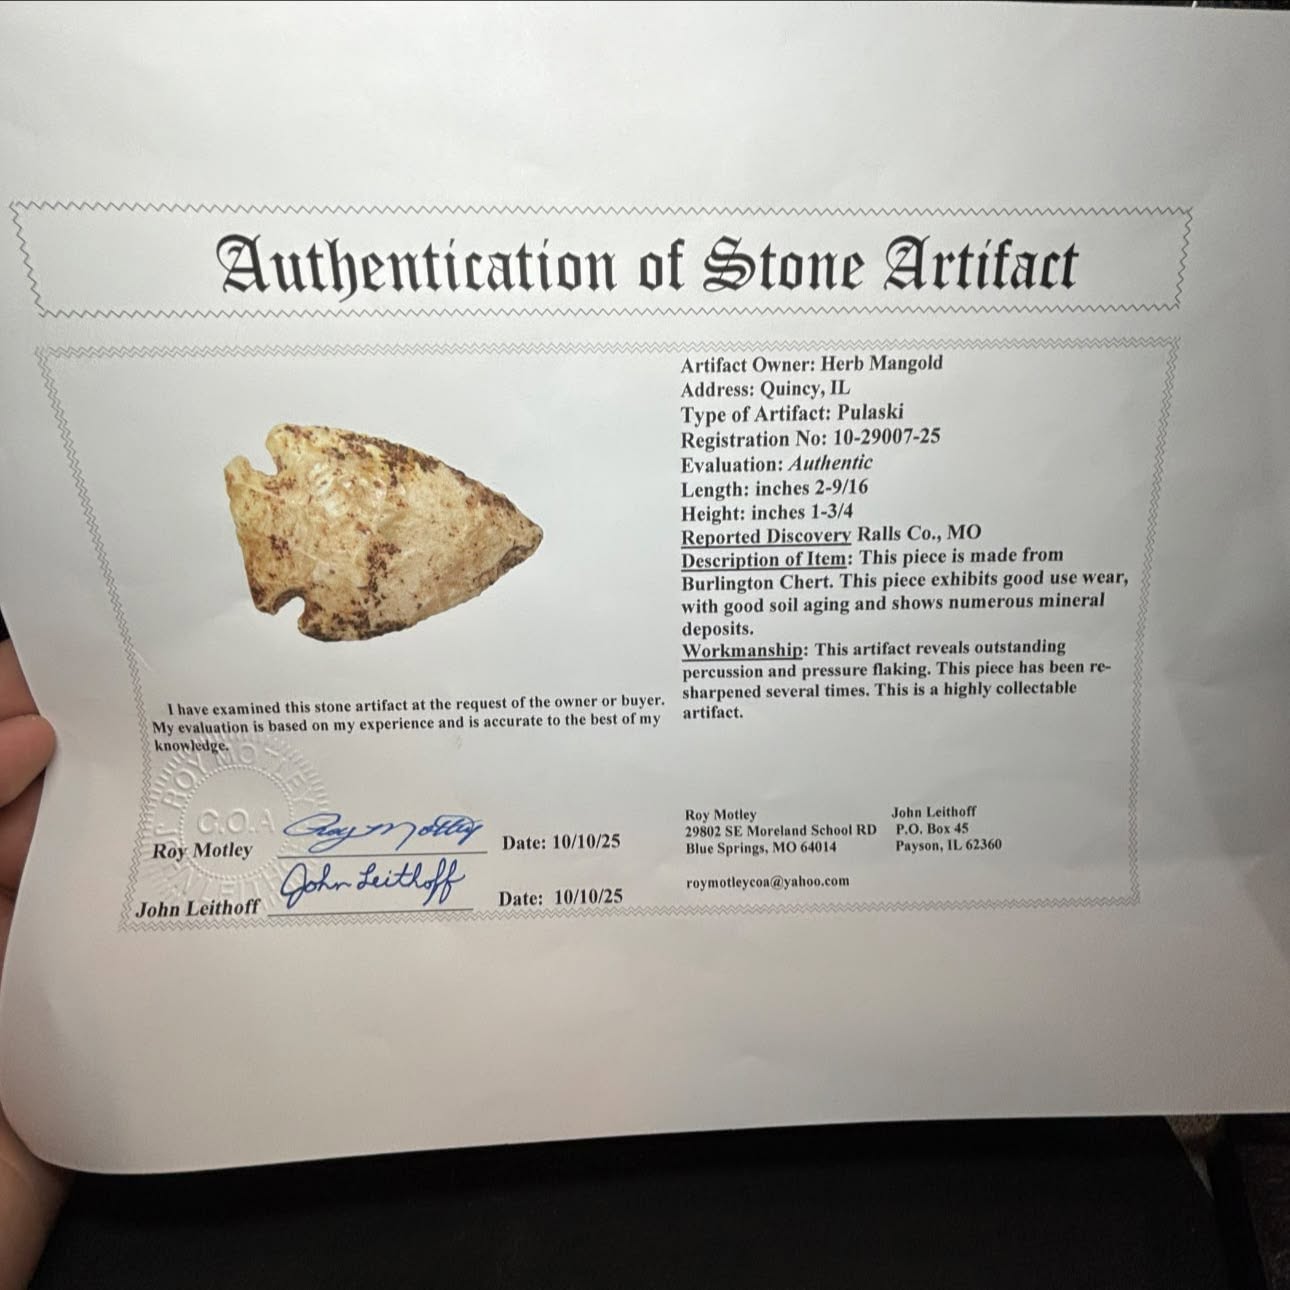 Authentication of Stone Artifact
Artifact Owner: Herb Mangold
Address: Quincy, IL
Type of Artifact: Pulaski
Registration No: 10-29007-25
Evaluation: Authentic
Length: inches 2-9/16
Height: inches 1-3/4
Reported Discovery Ralls Co., MO
Description of Item: This piece is made from
Burlington Chert. This piece exhibits good use wear,
with good soil aging and shows numerous mineral
deposits.
Workmanship: This artifact reveals outstanding
percussion and pressure flaking. This piece has been re-
sharpened several times. This is a highly collectable
artifact.
I have examined this stone artifact at the request of the owner or buyer.
My evaluation is based on my experience and is accurate to the best of my
knowledge.
ROY MOTLEY
C.O.A
Roy Motley Roy Motley Date: 10/10/25
John Leithoff John Leithoff Date: 10/10/25
Roy Motley
29802 SE Moreland School RD
Blue Springs, MO 64014
roymotleycoa@yahoo.com
John Leithoff
P.O. Box 45
Payson, IL 62360